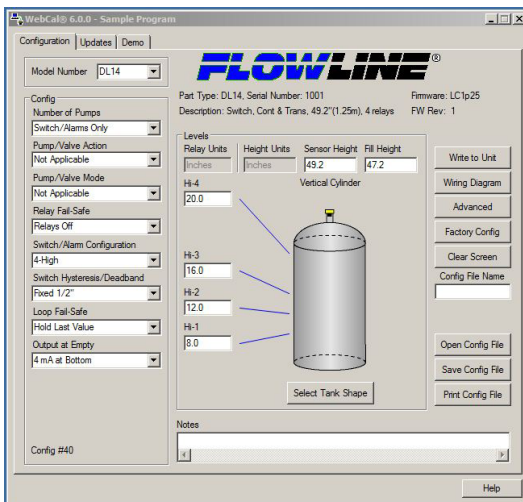 WebCal® 6.0.0 - Sample Program
Configuration Updates Demo
Model Number DL14
FLOWLINE®
Part Type: DL14, Serial Number: 1001 Firmware: LC1p25
Description: Switch, Cont & Trans, 49.2"(1.25m), 4 relays FW Rev: 1
Config
Number of Pumps
Switch/Alarms Only
Pump/Valve Action
Not Applicable
Pump/Valve Mode
Not Applicable
Relay Fail-Safe
Relays Off
Switch/Alarm Configuration
4-High
Switch Hysteresis/Deadband
Fixed 1/2"
Loop Fail-Safe
Hold Last Value
Output at Empty
4 mA at Bottom
Config #40
Levels
Relay Units Height Units Sensor Height Fill Height
Inches Inches 49.2 47.2
Hi-4 Vertical Cylinder
20.0
Hi-3
16.0
Hi-2
12.0
Hi-1
8.0
Select Tank Shape
Write to Unit
Wiring Diagram
Advanced
Factory Config
Clear Screen
Config File Name
Open Config File
Save Config File
Print Config File
Notes
Help